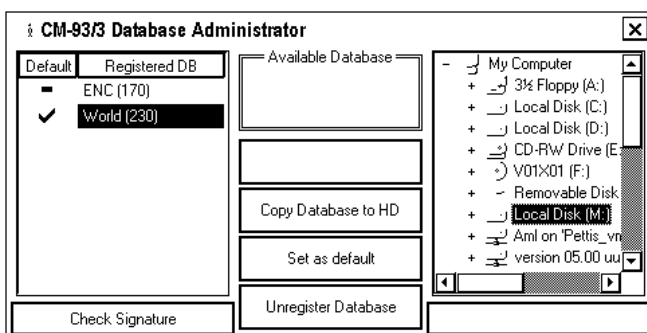 CM-93/3 Database Administrator
Default Registered DB
ENC (170)
World (230)
Available Database
Copy Database to HD
Set as default
Unregister Database
Check Signature
My Computer
3½ Floppy (A:)
Local Disk (C:)
Local Disk (D:)
CD-RW Drive (E:
V01X01 (F:)
Removable Disk
Local Disk (M:)
Aml on 'Pettis_vn
version 05.00 uu